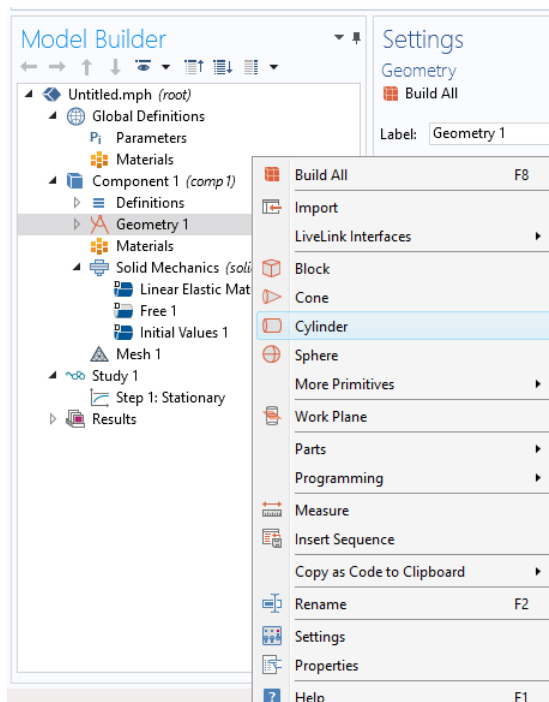 Model Builder
Untitled.mph (root)
Global Definitions
Pi Parameters
Materials
Component 1 (comp1)
Definitions
Geometry 1
Materials
Solid Mechanics (soli
Linear Elastic Mat
Free 1
Initial Values 1
Mesh 1
Study 1
Step 1: Stationary
Results
Settings
Geometry
Build All
Label: Geometry 1
Build All F8
Import
LiveLink Interfaces
Block
Cone
Cylinder
Sphere
More Primitives
Work Plane
Parts
Programming
Measure
Insert Sequence
Copy as Code to Clipboard
Rename F2
Settings
Properties
Help F1